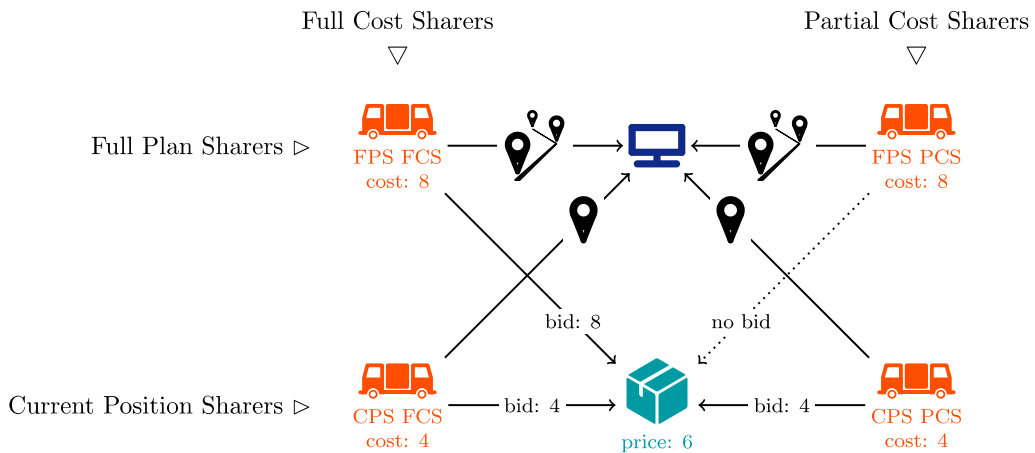 Full Cost Sharers
Partial Cost Sharers
Full Plan Sharers
FPS FCS
cost: 8
FPS PCS
cost: 8
bid: 8
no bid
Current Position Sharers
CPS FCS
cost: 4
bid: 4
price: 6
bid: 4
CPS PCS
cost: 4